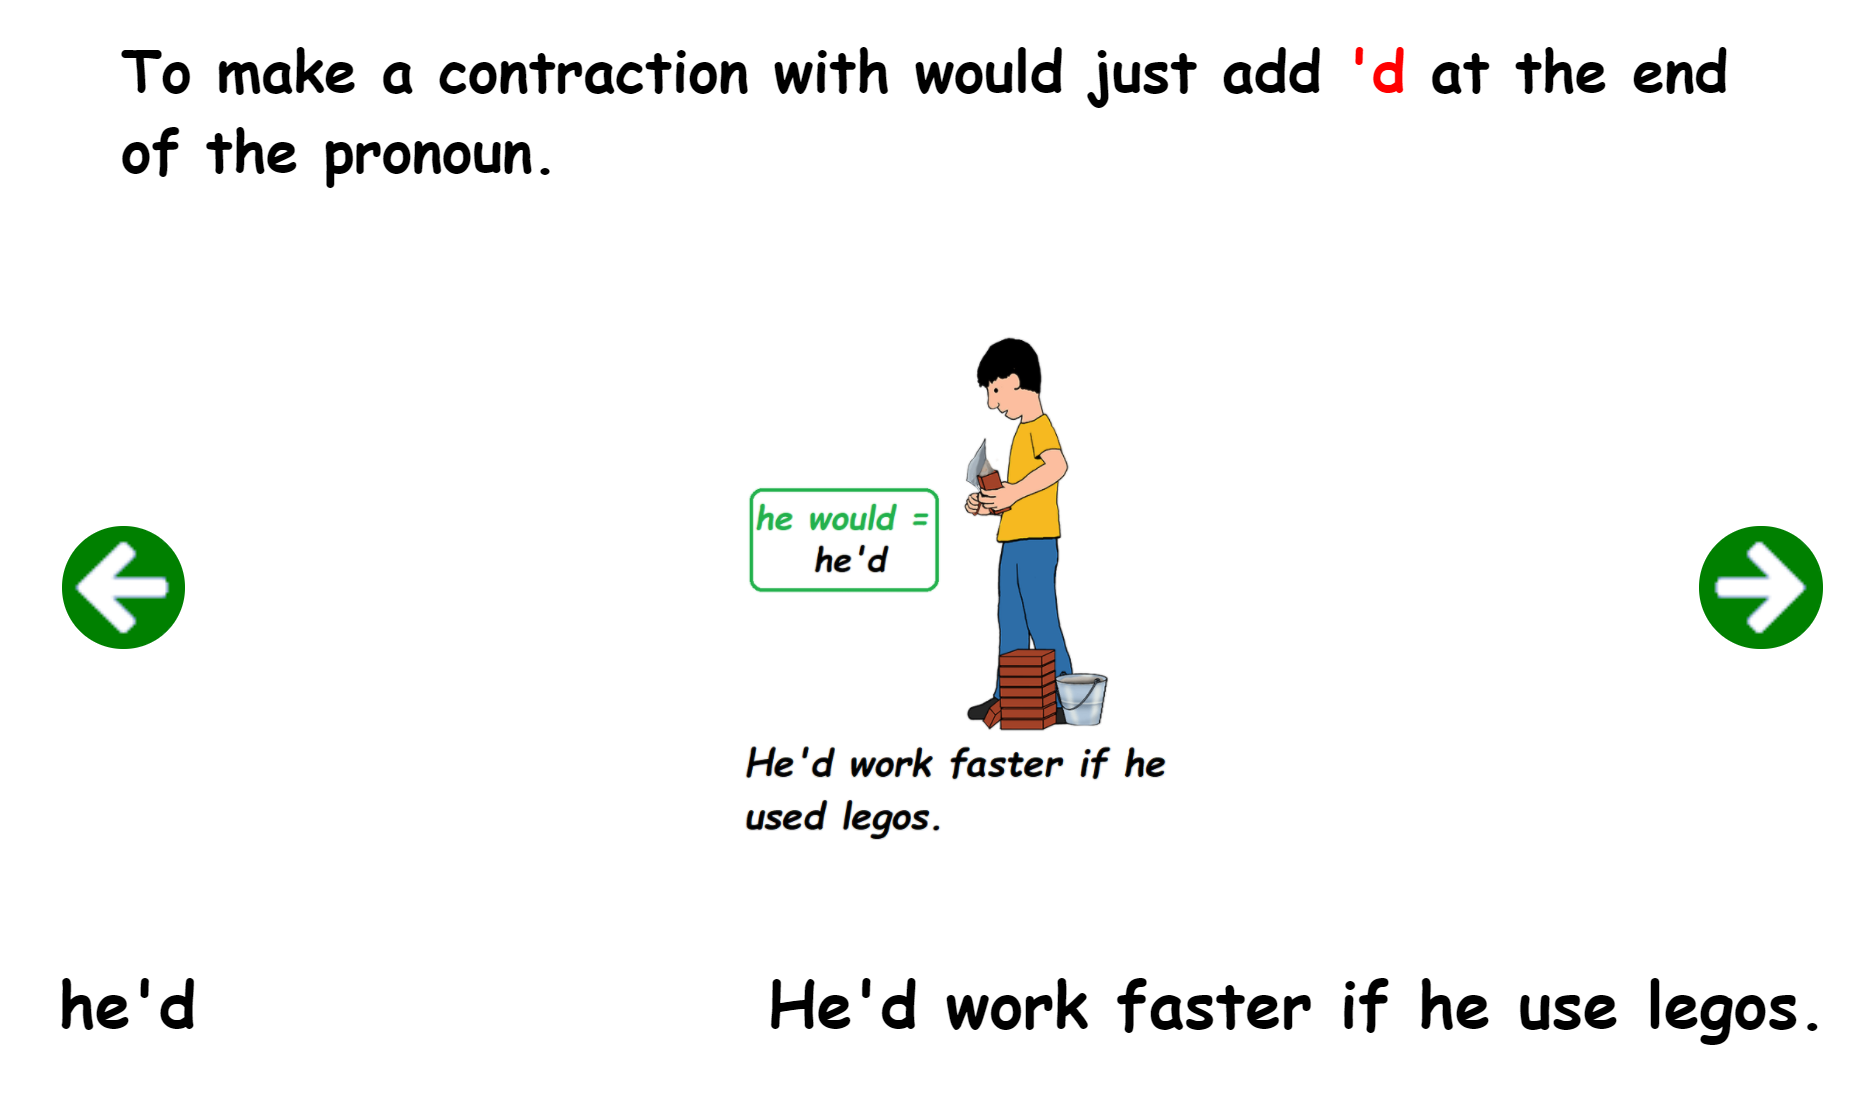 To make a contraction with would just add 'd at the end
of the pronoun.
he would =
he'd
He'd work faster if he
used legos.
he'd
He'd work faster if he use legos.